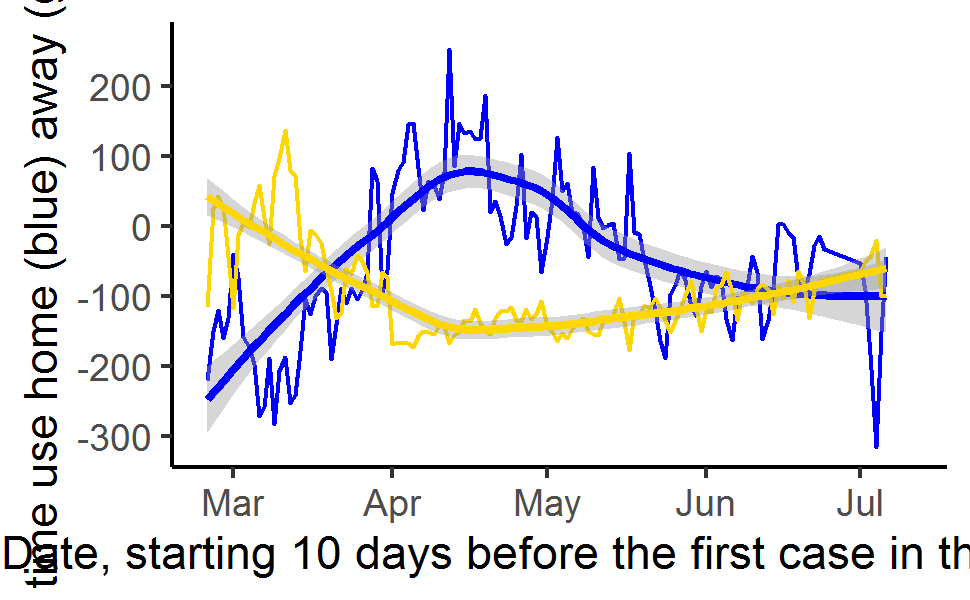 time use home (blue) away (g
200
100
0
-100
-200
-300
Mar Apr May Jun Jul
Date, starting 10 days before the first case in th